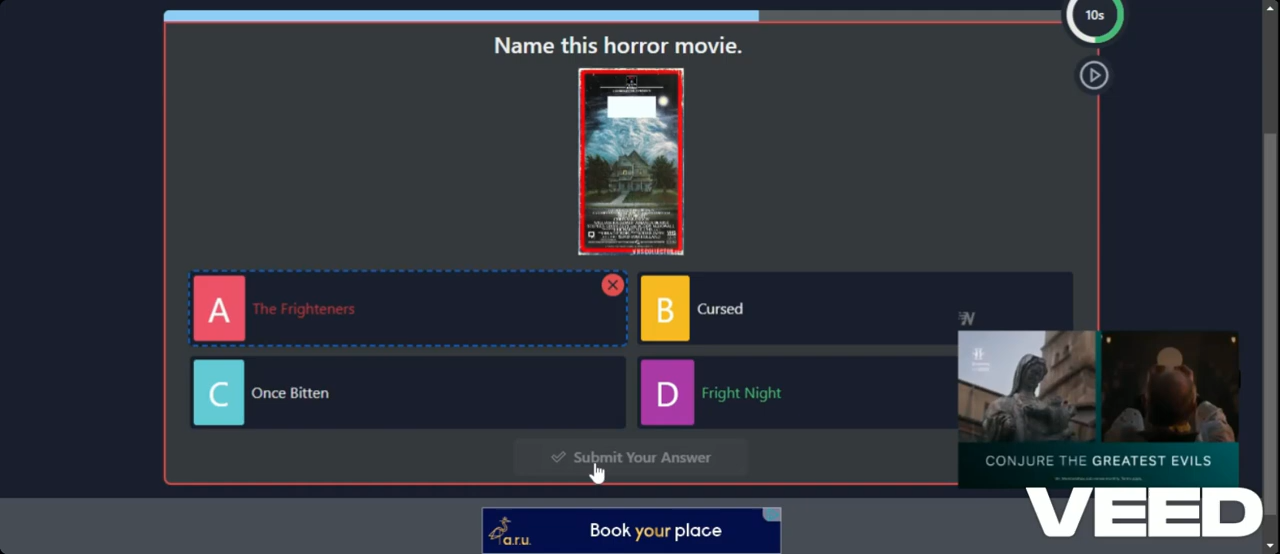 10s
Name this horror movie.
A The Frighteners
B Cursed
C Once Bitten
D Fright Night
Submit Your Answer
CONJURE THE GREATEST EVILS
VEED
a.r.u. Book your place